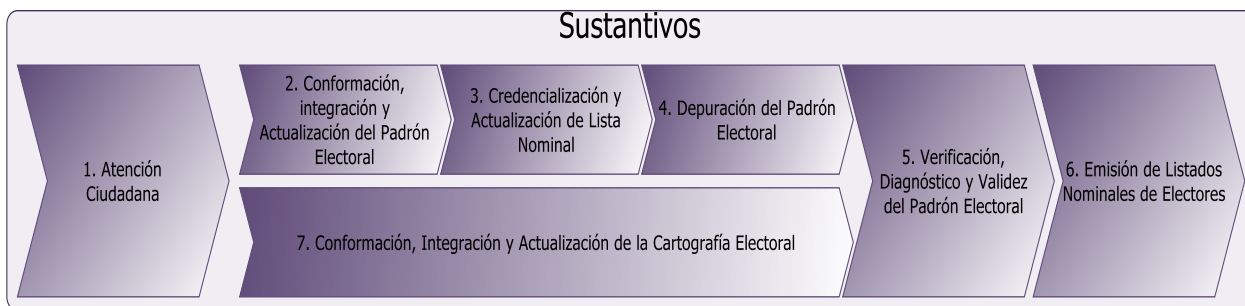 Sustantivos
1. Atención
Ciudadana
2. Conformación,
integración y
Actualización del Padrón
Electoral
3. Credencialización y
Actualización de Lista
Nominal
4. Depuración del Padrón
Electoral
5. Verificación,
Diagnóstico y Validez
del Padrón Electoral
6. Emisión de Listados
Nominales de Electores
7. Conformación, Integración y Actualización de la Cartografía Electoral